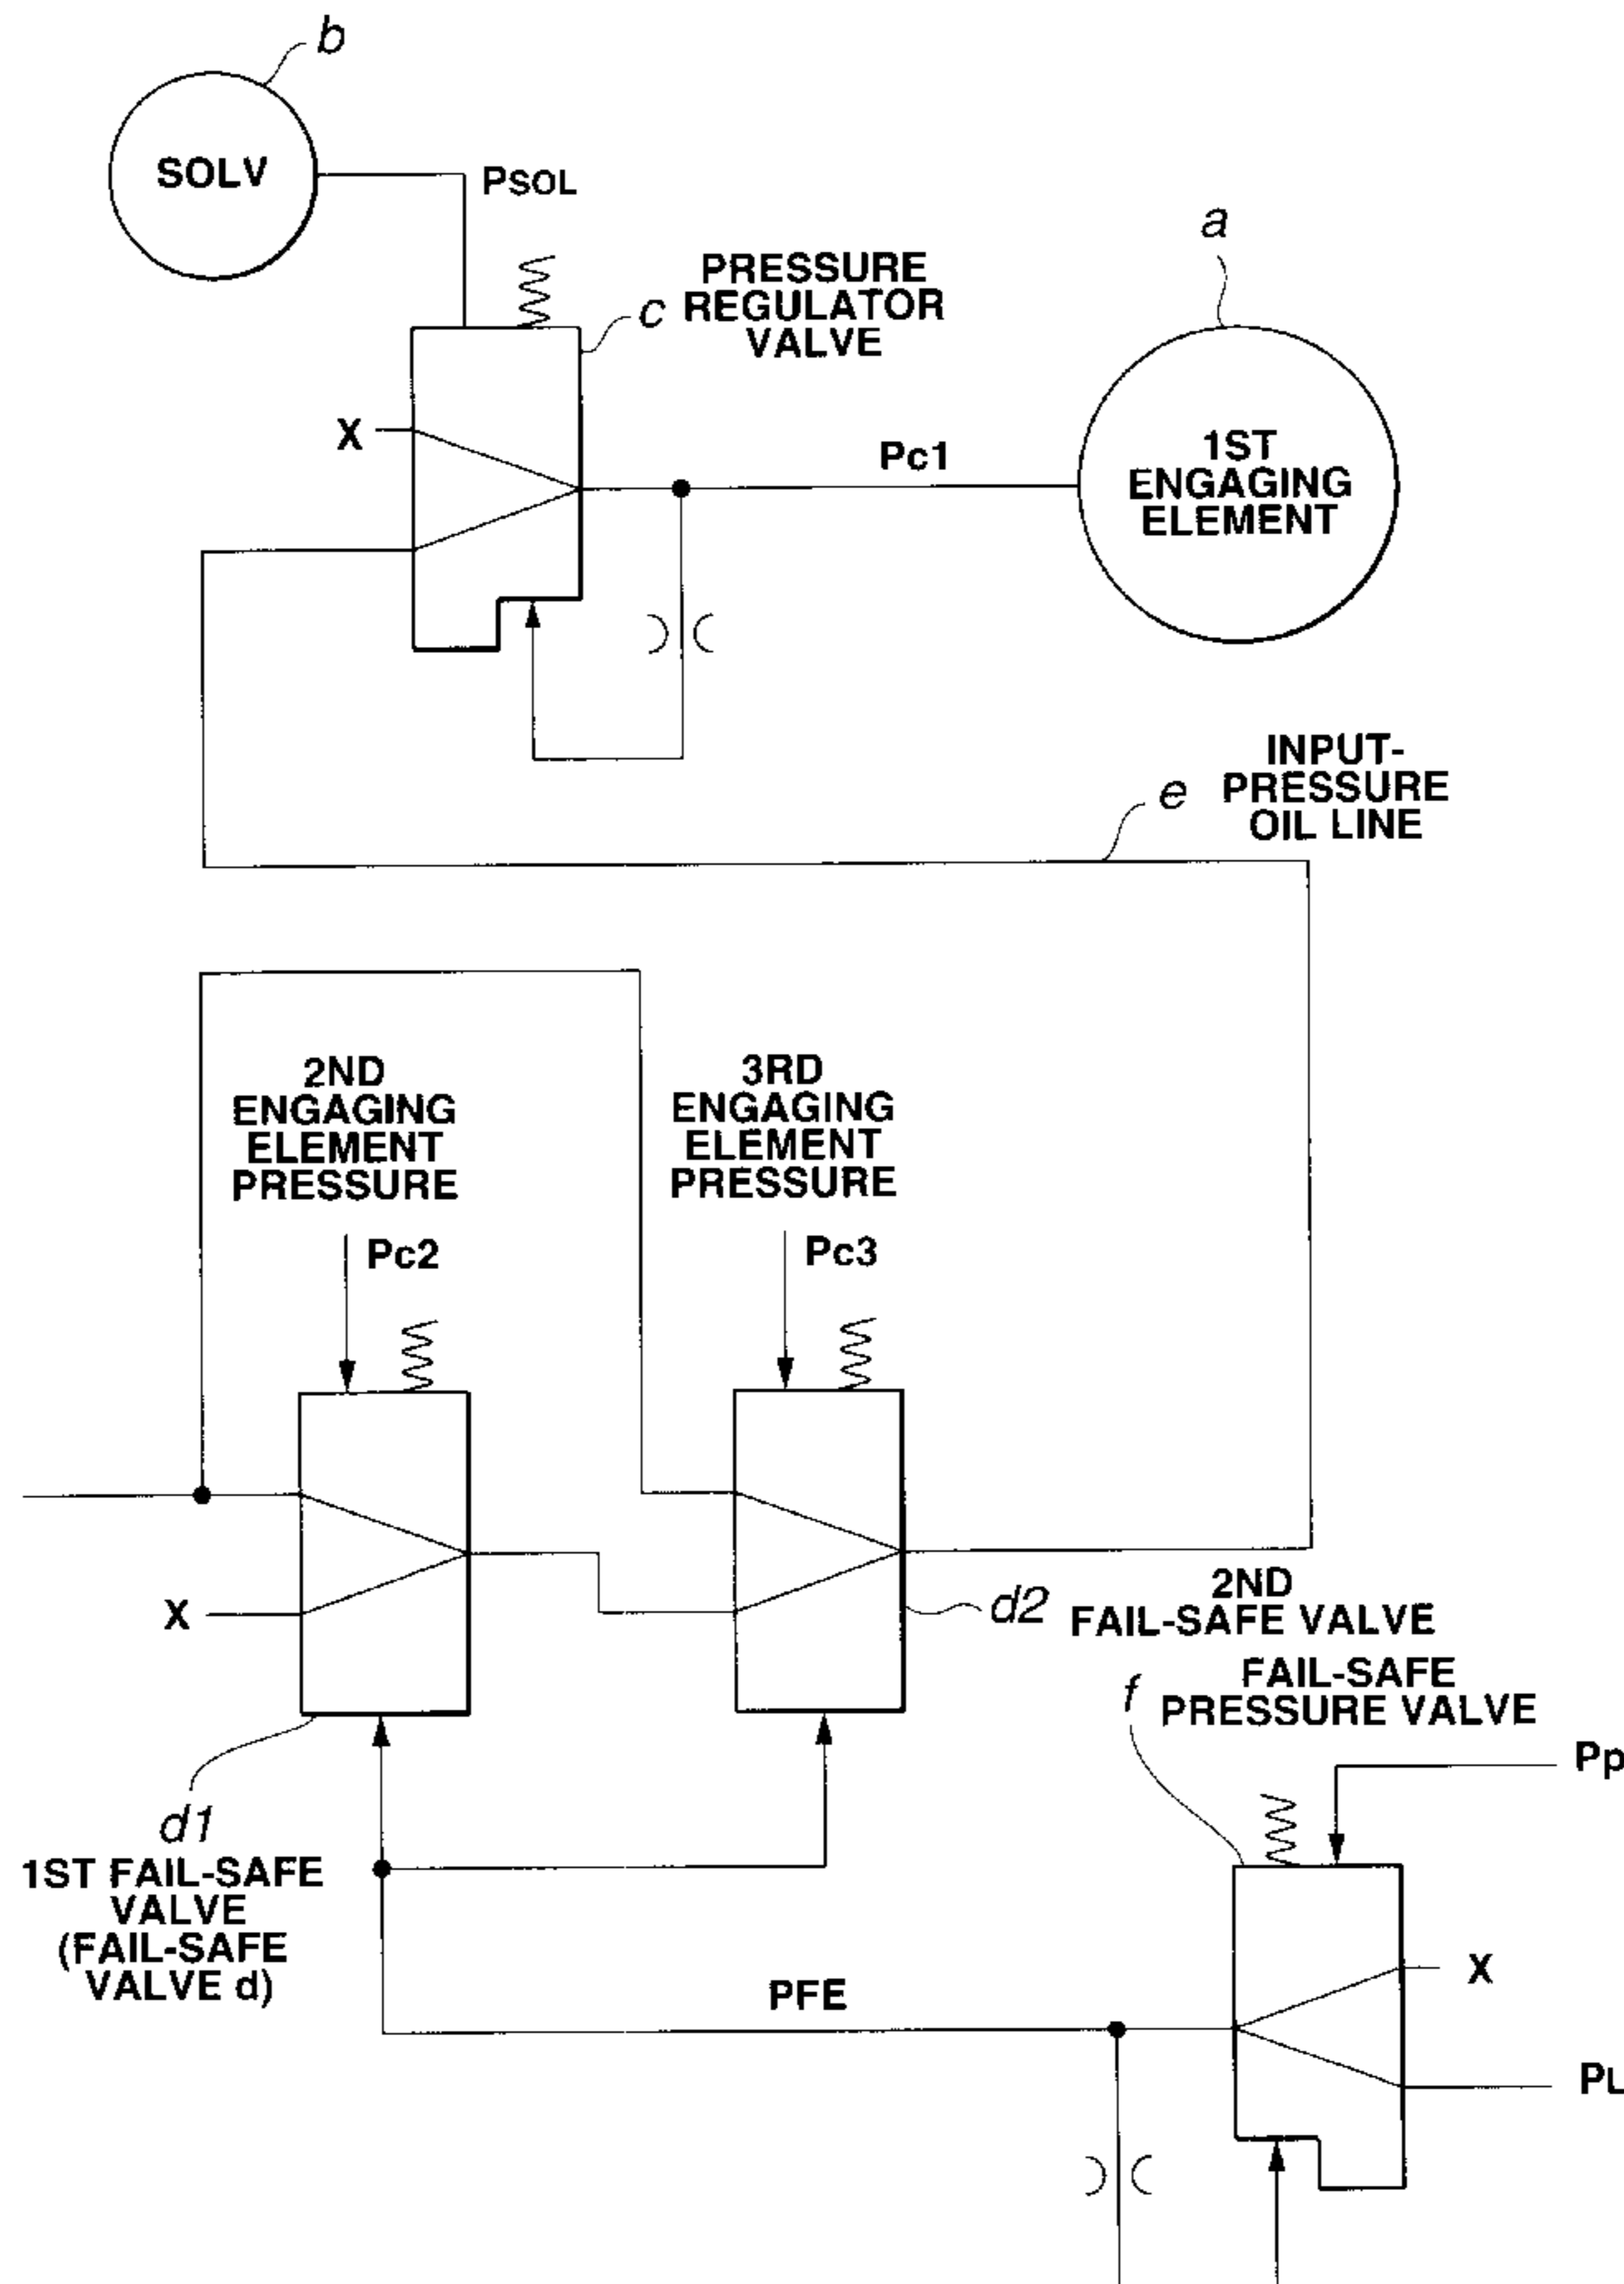 b
SOLV
PSOL
a
c
PRESSURE
REGULATOR
VALVE
X
Pc1
1ST
ENGAGING
ELEMENT
e
INPUT-
PRESSURE
OIL LINE
2ND
ENGAGING
ELEMENT
PRESSURE
3RD
ENGAGING
ELEMENT
PRESSURE
Pc2
Pc3
X
d2
2ND
FAIL-SAFE VALVE
f
FAIL-SAFE
PRESSURE VALVE
Pp
d1
1ST FAIL-SAFE
VALVE
(FAIL-SAFE
VALVE d)
PFE
X
PL